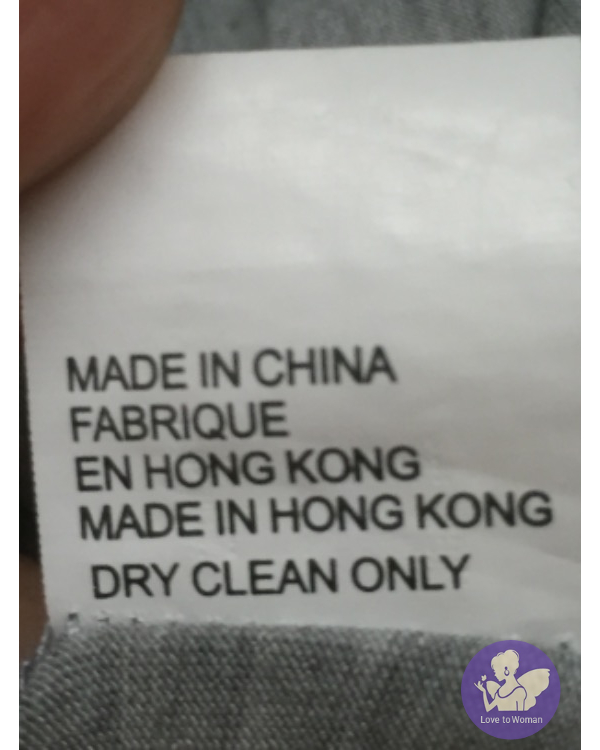 MADE IN CHINA
FABRIQUE
EN HONG KONG
MADE IN HONG KONG
DRY CLEAN ONLY
Love to Woman